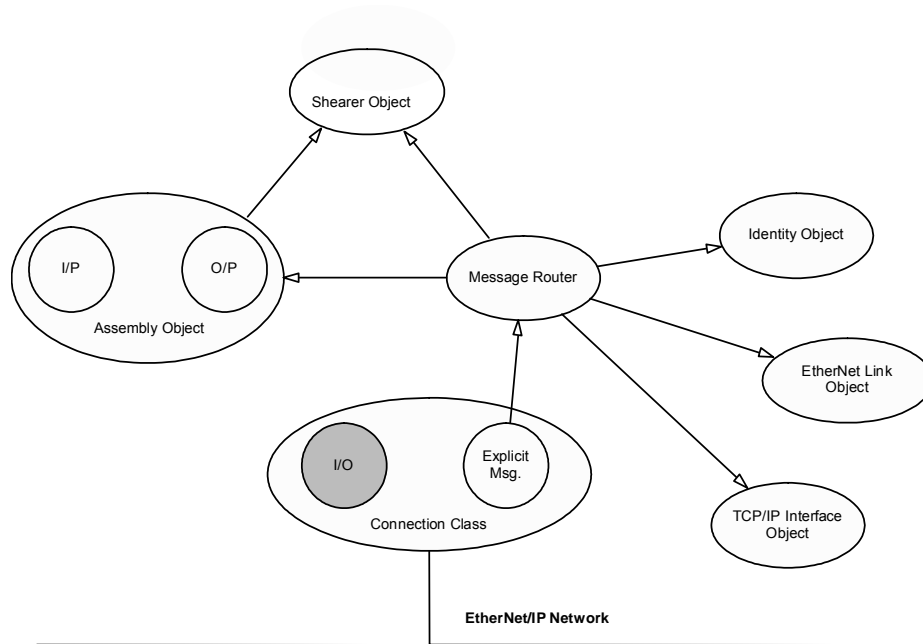 Shearer Object
Identity Object
I/P
O/P
Message Router
Assembly Object
EtherNet Link
Object
I/O
Explicit
Msg.
Connection Class
TCP/IP Interface
Object
EtherNet/IP Network